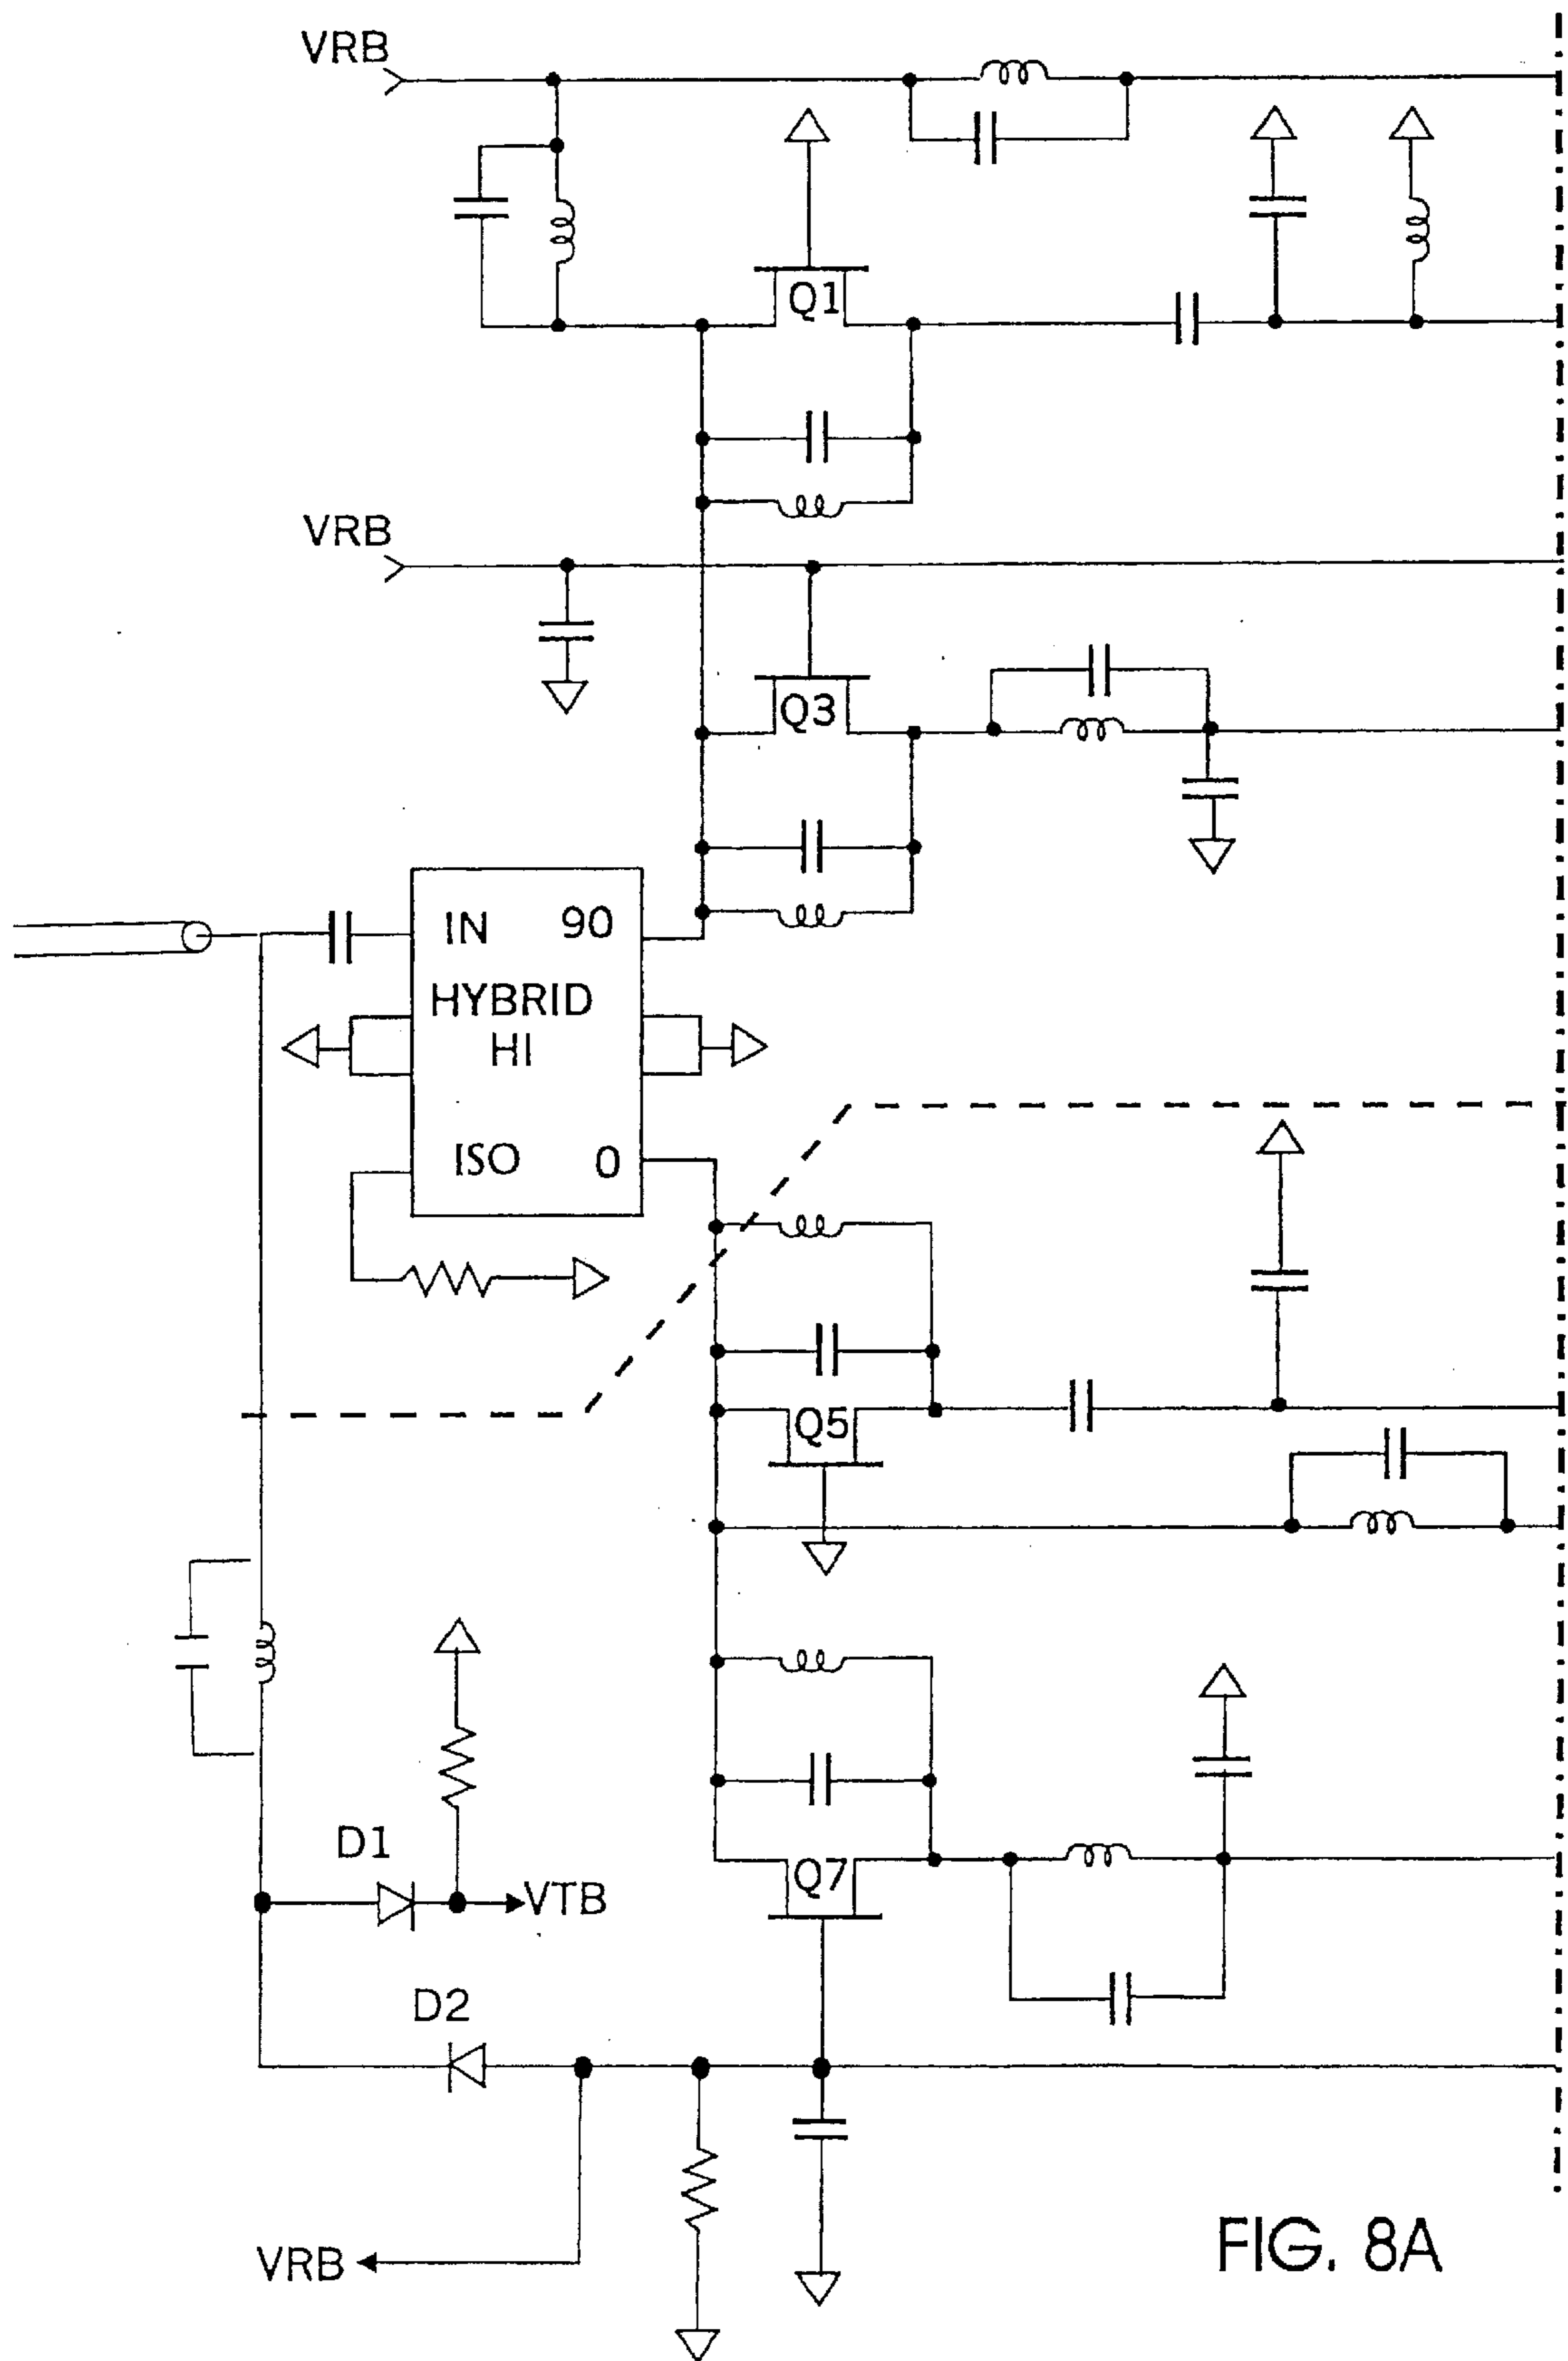 VRB
Q1
VRB
Q3
IN 90
HYBRID
HI
ISO 0
Q5
D1
VTB
Q7
D2
VRB
FIG. 8A